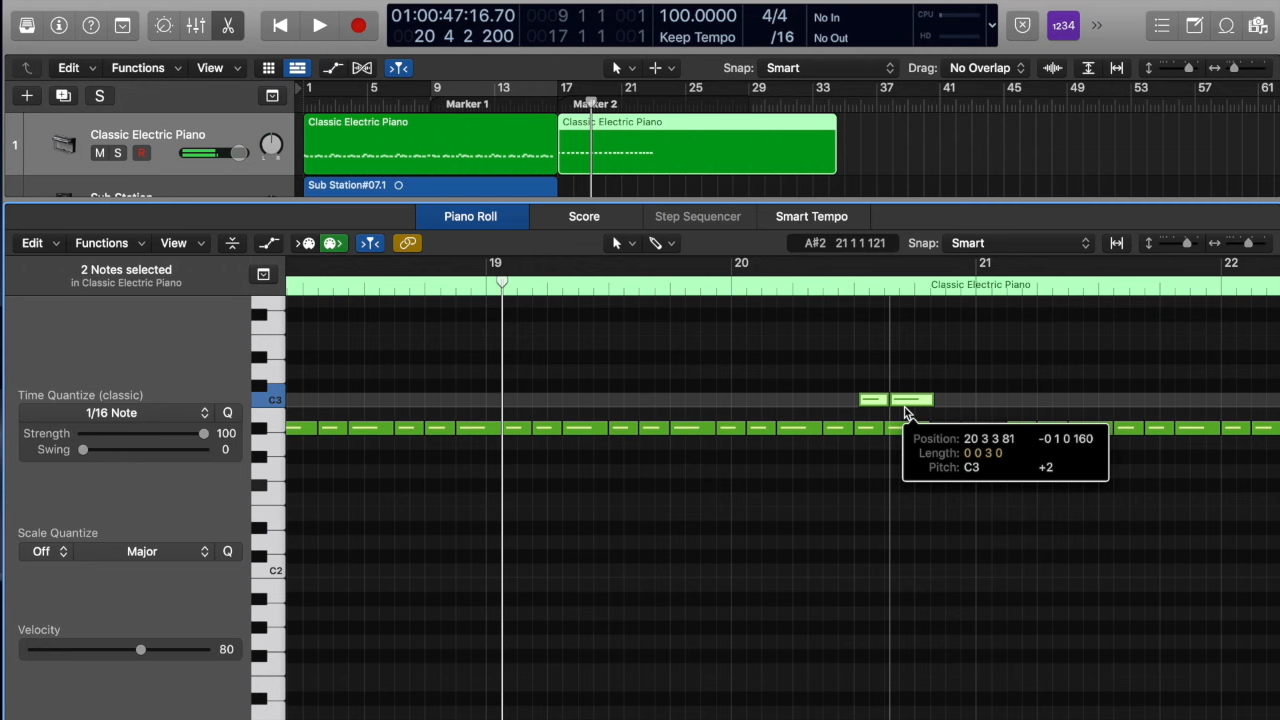 01:00:47:16.70
20 4 2 200
0009 1 1 1
0017 1 1 1
100.0000
Keep Tempo
4/4
/16
No In
No Out
CPU
HD
1234
Edit
Functions
View
Snap: Smart
Drag: No Overlap
1 5 9 13 17 21 25 29 33 37 41 45 49 53 57 61
Marker 1
Marker 2
S
1
Classic Electric Piano
M S R
L R
Classic Electric Piano
Classic Electric Piano
Sub Station#07.1
Piano Roll
Score
Step Sequencer
Smart Tempo
Edit
Functions
View
A#2 21 1 1 121
Snap: Smart
2 Notes selected
in Classic Electric Piano
19 20 21 22
Classic Electric Piano
Time Quantize (classic)
1/16 Note
Q
Strength 100
Swing 0
C3
Position: 20 3 3 81 -0 1 0 160
Length: 0 0 3 0
Pitch: C3 +2
Scale Quantize
Off
Major
Q
C2
Velocity
80